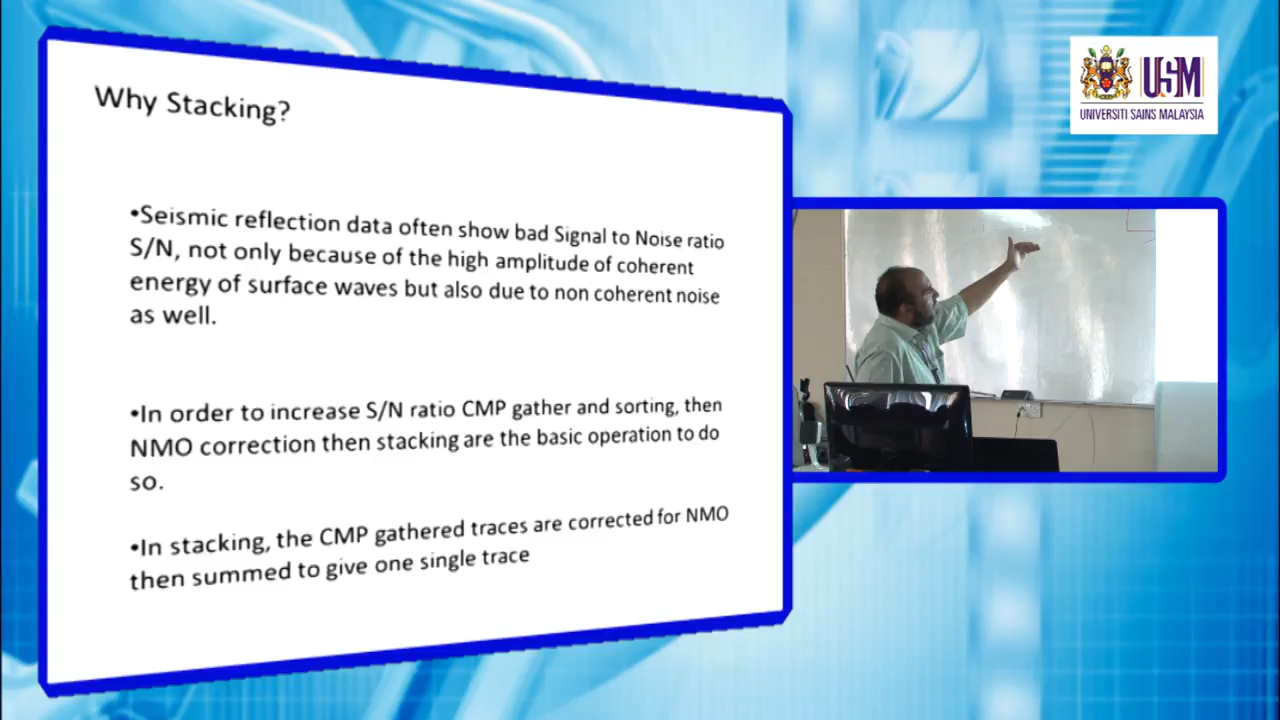 Why Stacking?
•Seismic reflection data often show bad Signal to Noise ratio
S/N, not only because of the high amplitude of coherent
energy of surface waves but also due to non coherent noise
as well.
•In order to increase S/N ratio CMP gather and sorting, then
NMO correction then stacking are the basic operation to do
so.
•In stacking, the CMP gathered traces are corrected for NMO
then summed to give one single trace
USM
UNIVERSITI SAINS MALAYSIA